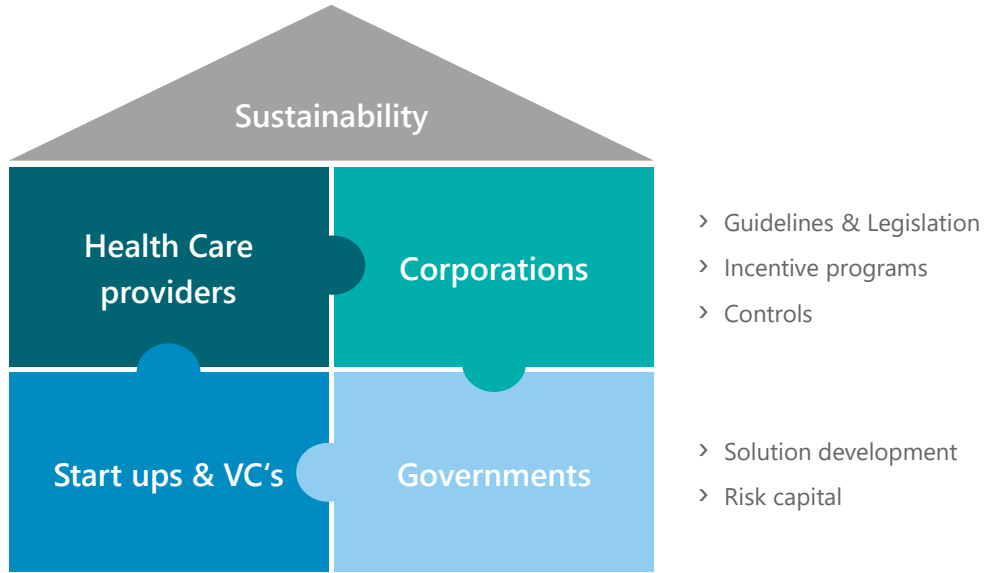 Sustainability
Health Care
providers
Corporations
› Guidelines & Legislation
› Incentive programs
› Controls
Start ups & VC‘s
Governments
› Solution development
› Risk capital